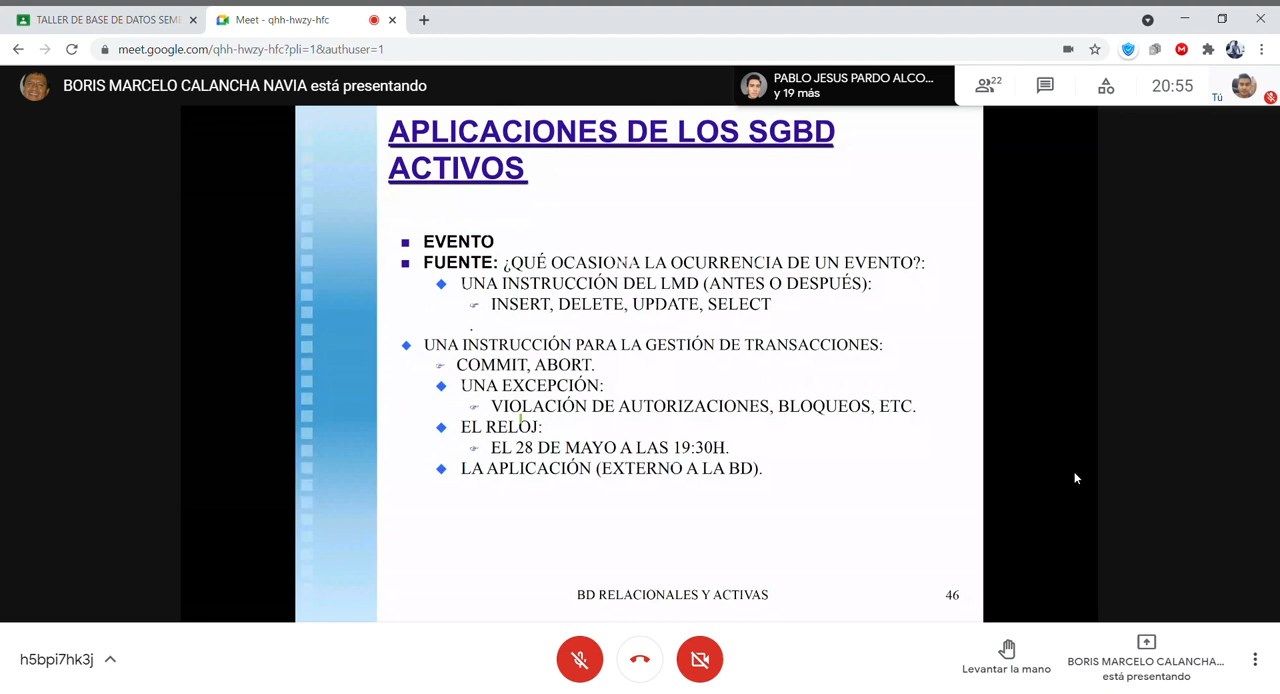 TALLER DE BASE DE DATOS SEM
Meet - qhh-hwzy-hfc
meet.google.com/qhh-hwzy-hfc?pli=1&authuser=1
BORIS MARCELO CALANCHA NAVIA está presentando
PABLO JESUS PARDO ALCO...
y 19 más
22
20:55
Tú
APLICACIONES DE LOS SGBD
ACTIVOS
EVENTO
FUENTE: ¿QUÉ OCASIONA LA OCURRENCIA DE UN EVENTO?:
UNA INSTRUCCIÓN DEL LMD (ANTES O DESPUÉS):
INSERT, DELETE, UPDATE, SELECT
.
UNA INSTRUCCIÓN PARA LA GESTIÓN DE TRANSACCIONES:
COMMIT, ABORT.
UNA EXCEPCIÓN:
VIOLACIÓN DE AUTORIZACIONES, BLOQUEOS, ETC.
EL RELOJ:
EL 28 DE MAYO A LAS 19:30H.
LA APLICACIÓN (EXTERNO A LA BD).
BD RELACIONALES Y ACTIVAS
46
h5bpi7hk3j
Levantar la mano
BORIS MARCELO CALANCHA...
está presentando